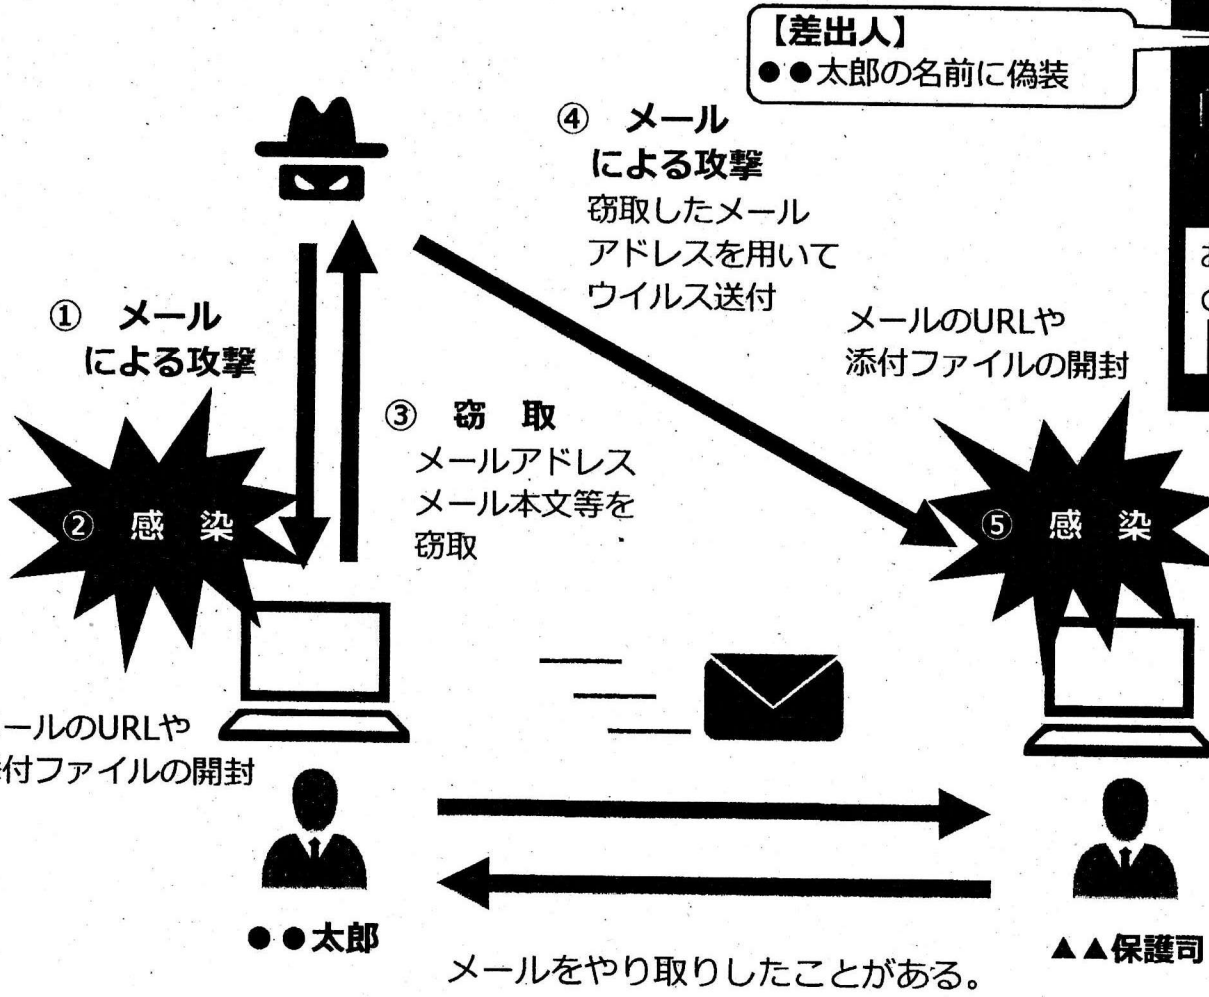 【差出人】
●●太郎の名前に偽装
④ メール
による攻撃
窃取したメール
アドレスを用いて
ウイルス送付
① メール
による攻撃
メールのURLや
添付ファイルの開封
③ 窃 取
メールアドレス
メール本文等を
窃取
② 感 染
⑤ 感 染
ールのURLや
付ファイルの開封
●●太郎
▲▲保護司
メールをやり取りしたことがある。